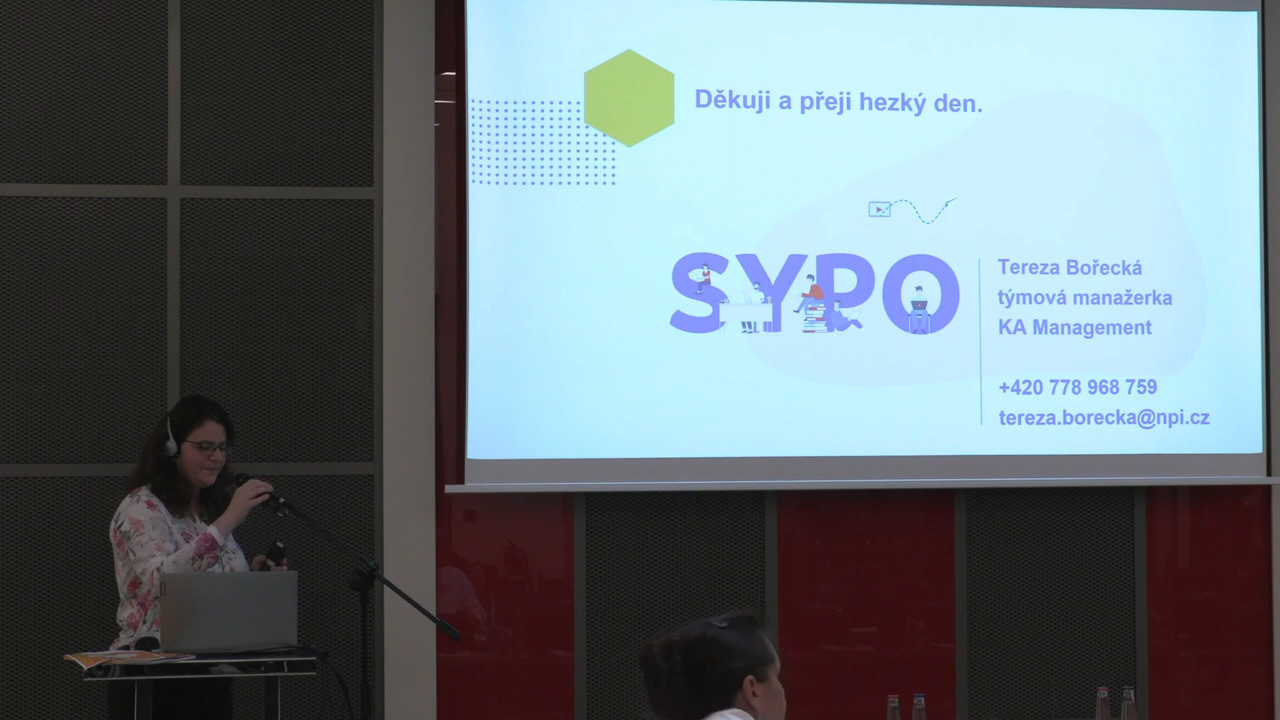 Děkuji a přeji hezký den.
SYPO
Tereza Bořecká
týmová manažerka
KA Management
+420 778 968 759
tereza.borecka@npi.cz